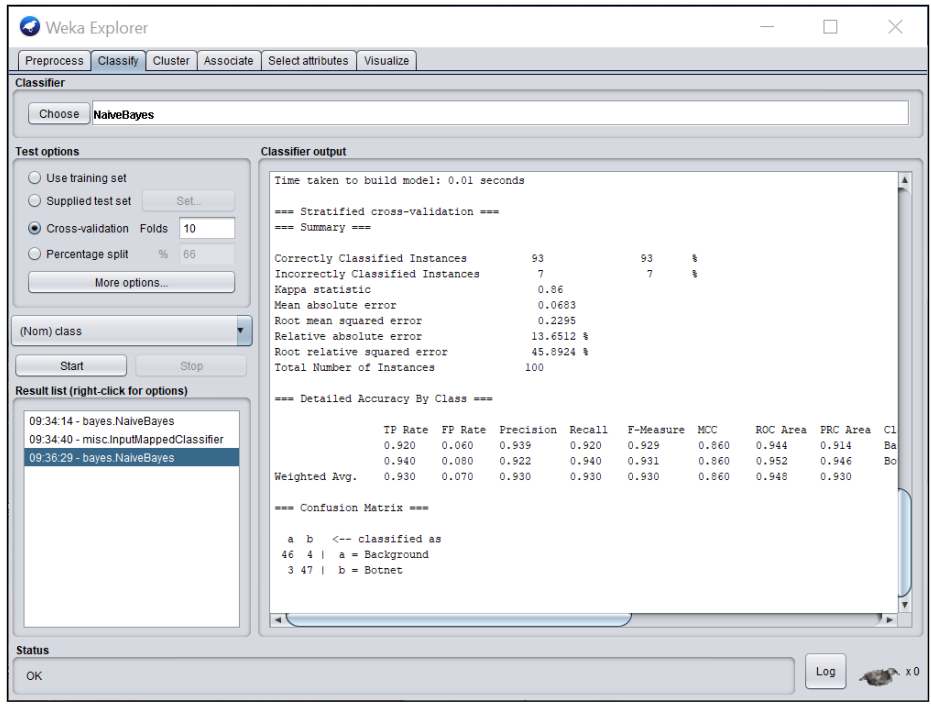 Weka Explorer
Preprocess Classify Cluster Associate Select attributes Visualize
Classifier
Choose NaiveBayes
Test options
Use training set
Supplied test set Set...
Cross-validation Folds 10
Percentage split % 66
More options...
(Nom) class
Start Stop
Result list (right-click for options)
09:34:14 - bayes.NaiveBayes
09:34:40 - misc.InputMappedClassifier
09:36:29 - bayes.NaiveBayes
Classifier output
Time taken to build model: 0.01 seconds
=== Stratified cross-validation ===
=== Summary ===
Correctly Classified Instances 93 93 %
Incorrectly Classified Instances 7 7 %
Kappa statistic 0.86
Mean absolute error 0.0683
Root mean squared error 0.2295
Relative absolute error 13.6512 %
Root relative squared error 45.8924 %
Total Number of Instances 100
=== Detailed Accuracy By Class ===
TP Rate FP Rate Precision Recall F-Measure MCC ROC Area PRC Area Cl
0.920 0.060 0.939 0.920 0.929 0.860 0.944 0.914 Ba
0.940 0.080 0.922 0.940 0.931 0.860 0.952 0.946 Bo
Weighted Avg. 0.930 0.070 0.930 0.930 0.930 0.860 0.948 0.930
=== Confusion Matrix ===
a b <-- classified as
46 4 | a = Background
3 47 | b = Botnet
Status
OK
Log x 0